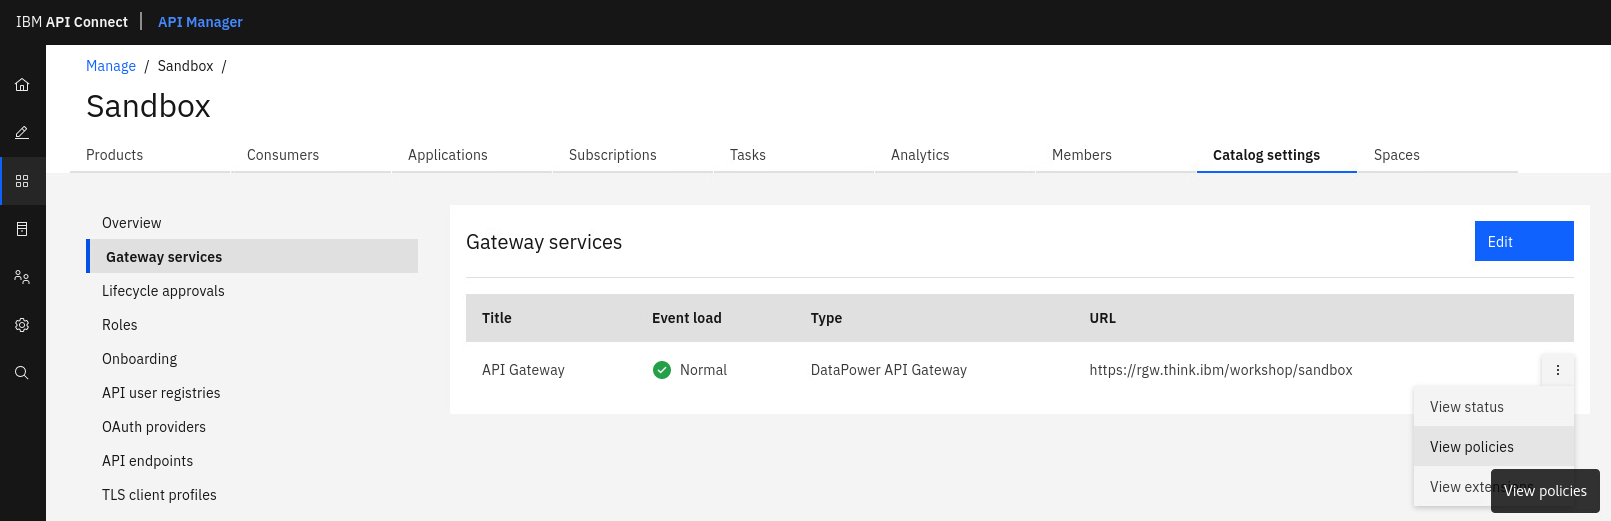 IBM API Connect | API Manager
Manage / Sandbox /
Sandbox
Products Consumers Applications Subscriptions Tasks Analytics Members Catalog settings Spaces
Overview
Gateway services
Lifecycle approvals
Roles
Onboarding
API user registries
OAuth providers
API endpoints
TLS client profiles
Gateway services Edit
Title Event load Type URL
API Gateway Normal DataPower API Gateway https://rgw.think.ibm/workshop/sandbox
View status
View policies
View extensions
View policies